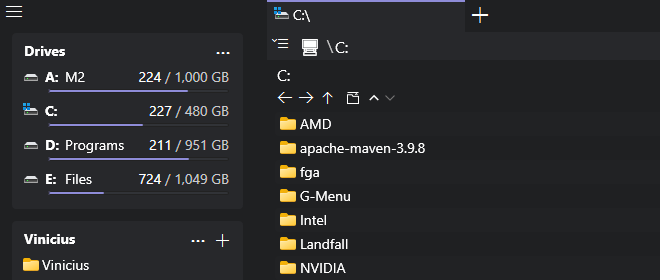 Drives
...
A: M2 224 / 1,000 GB
C: 227 / 480 GB
D: Programs 211 / 951 GB
E: Files 724 / 1,049 GB
Vinicius
... +
Vinicius
C:\
+
\ C:
C:
AMD
apache-maven-3.9.8
fga
G-Menu
Intel
Landfall
NVIDIA